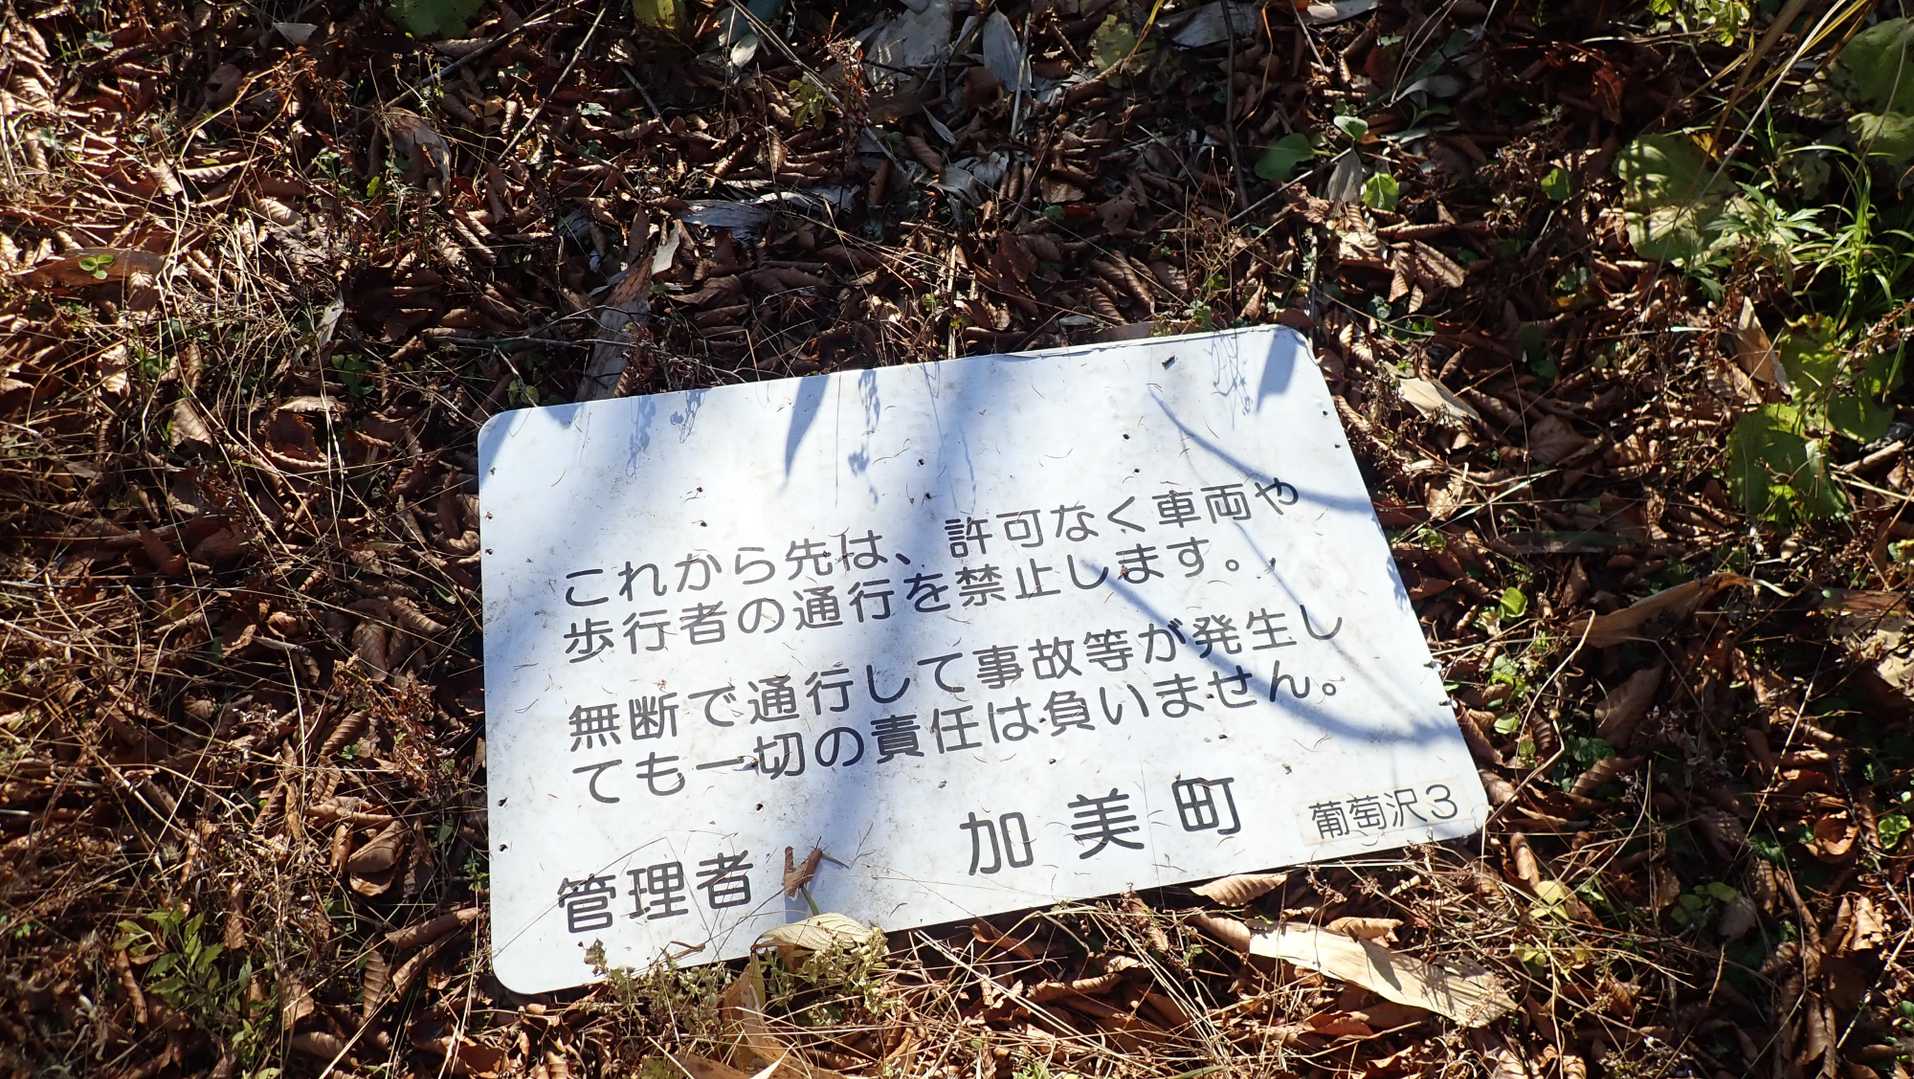 これから先は、許可なく車両や
歩行者の通行を禁止します。
無断で通行して事故等が発生し
ても一切の責任は負いません。
管理者 加美町
葡萄沢3